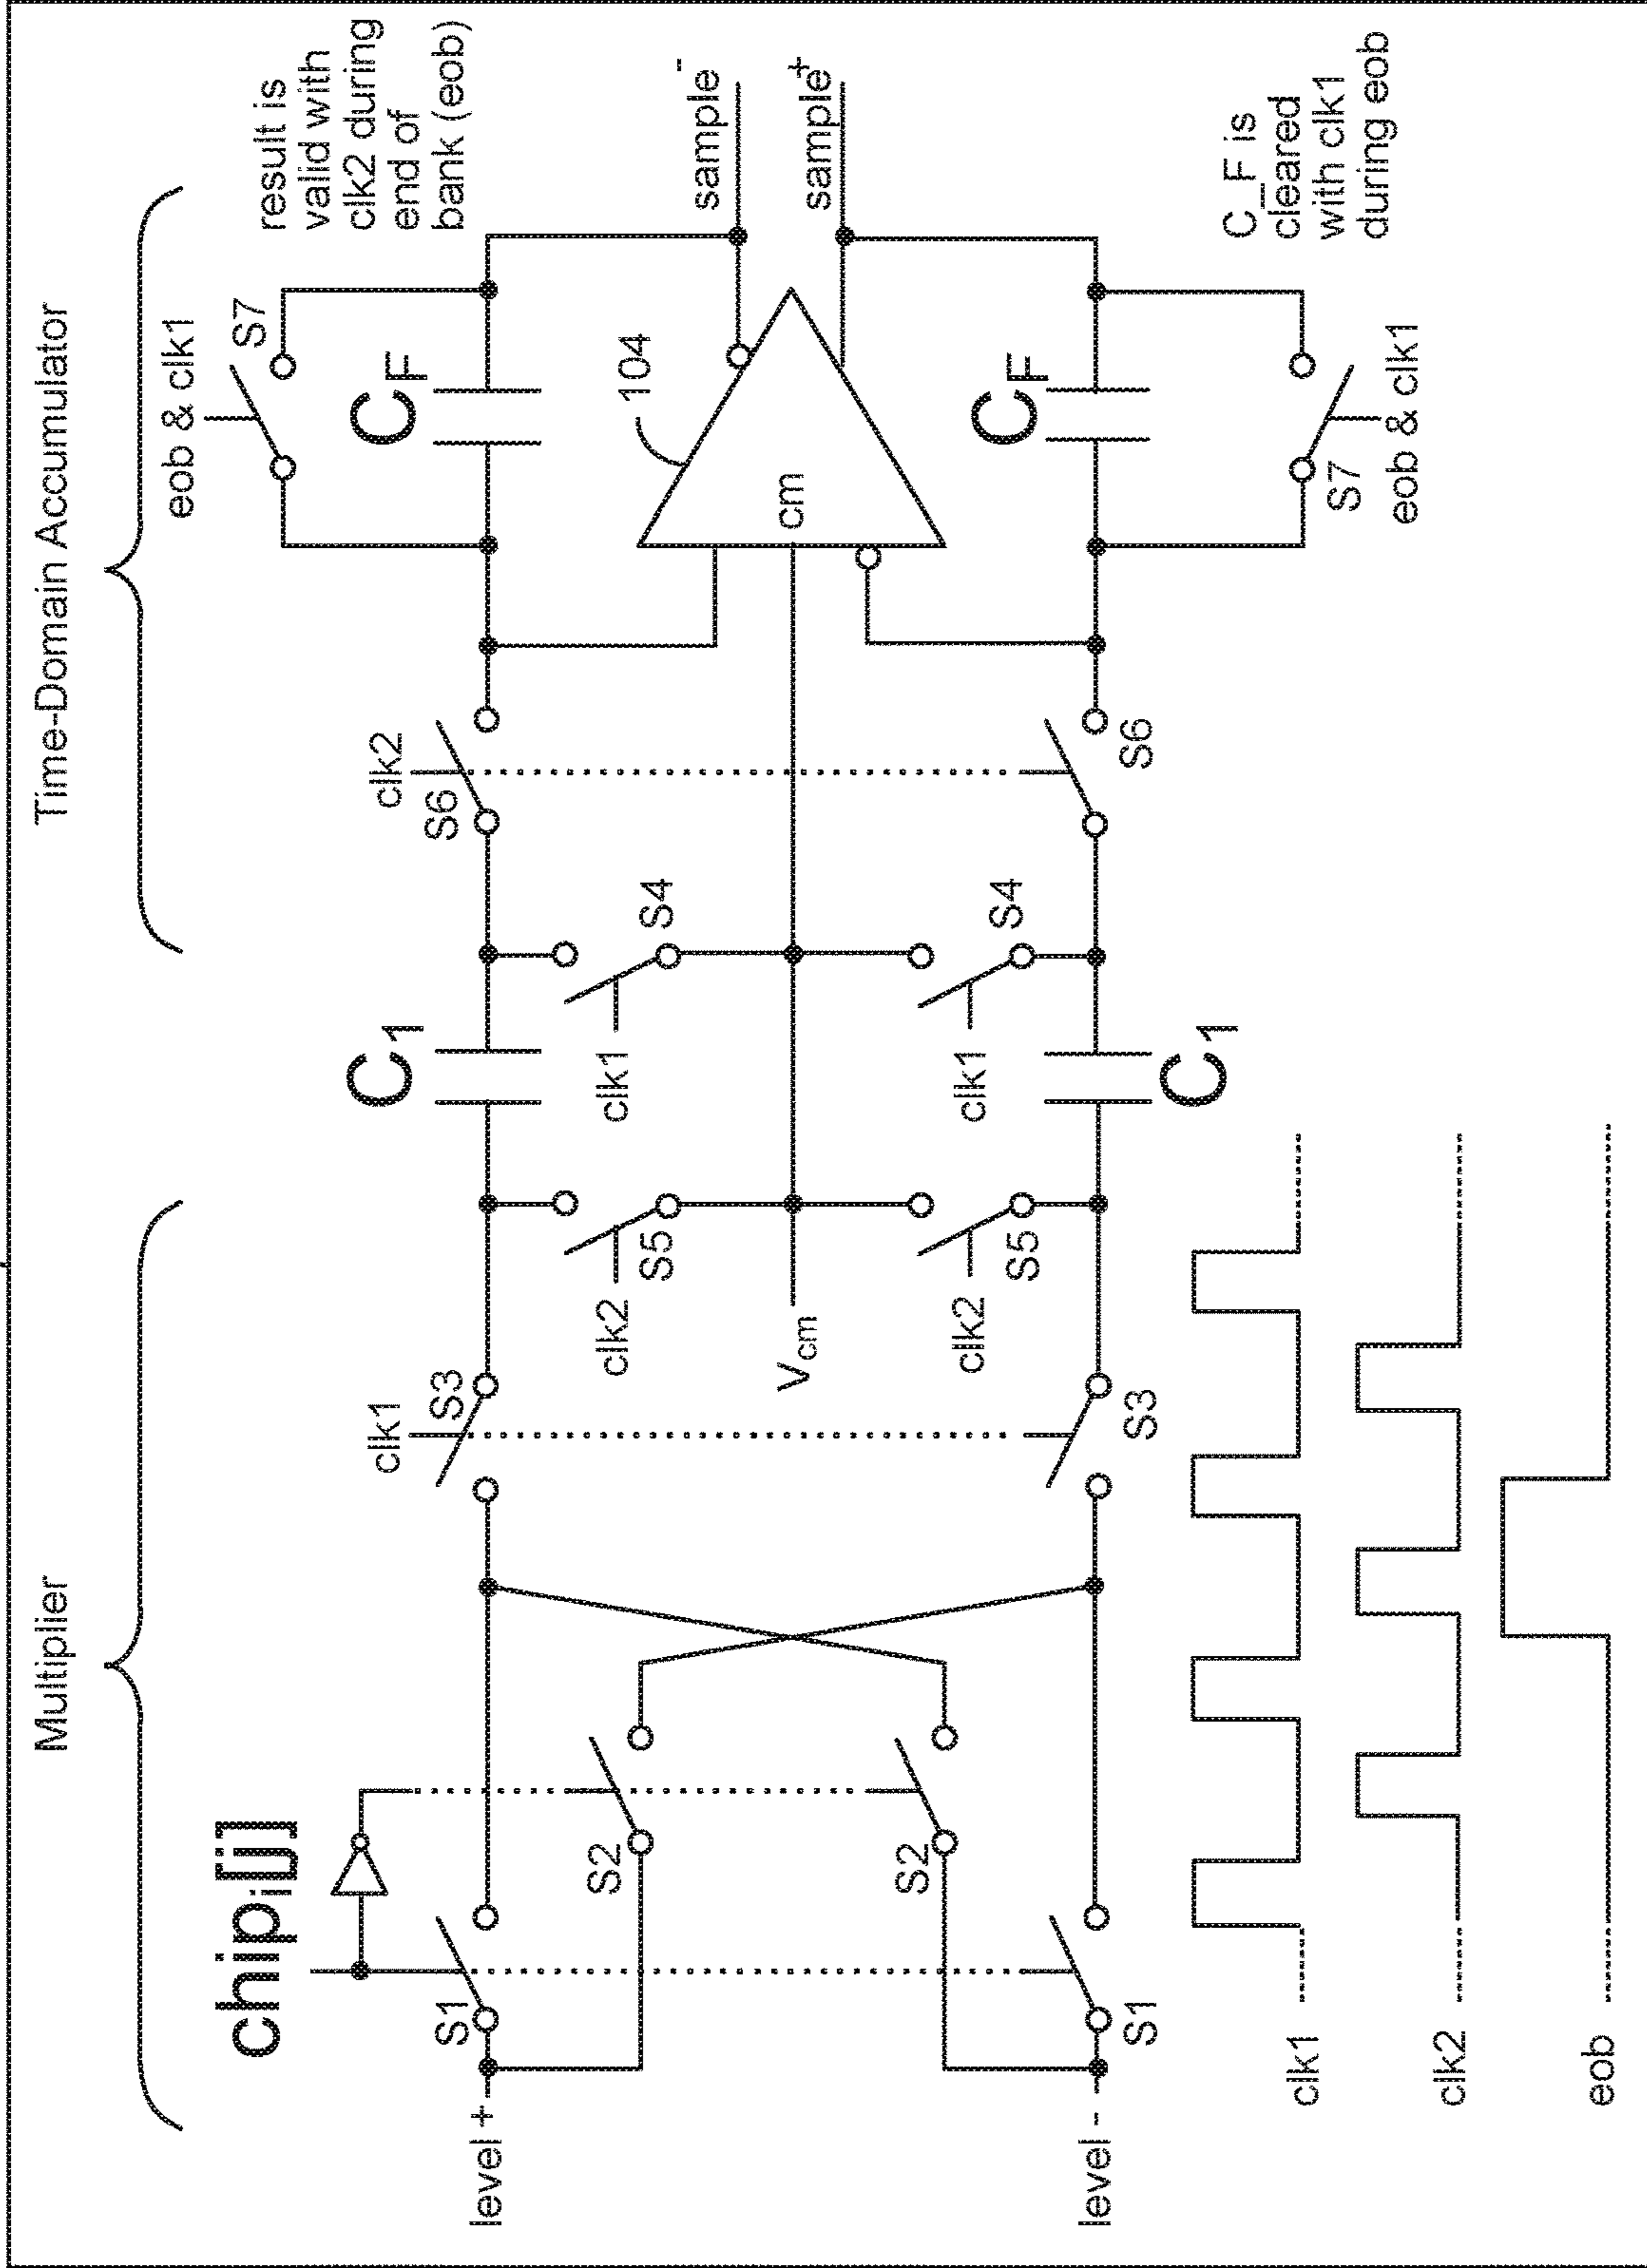 Multiplier
Time-Domain Accumulator
chipi[j]
eob & clk1
S7
result is
valid with
clk2 during
end of
bank (eob)
level +
S1
clk1
S3
C1
clk2
S6
CF
sample -
S2
clk2
S5
clk1
S4
104
Vcm
cm
S2
clk2
S5
clk1
S4
CF
sample+
level -
S1
S3
C1
S6
S7
eob & clk1
C_F is
cleared
with clk1
during eob
clk1
clk2
eob